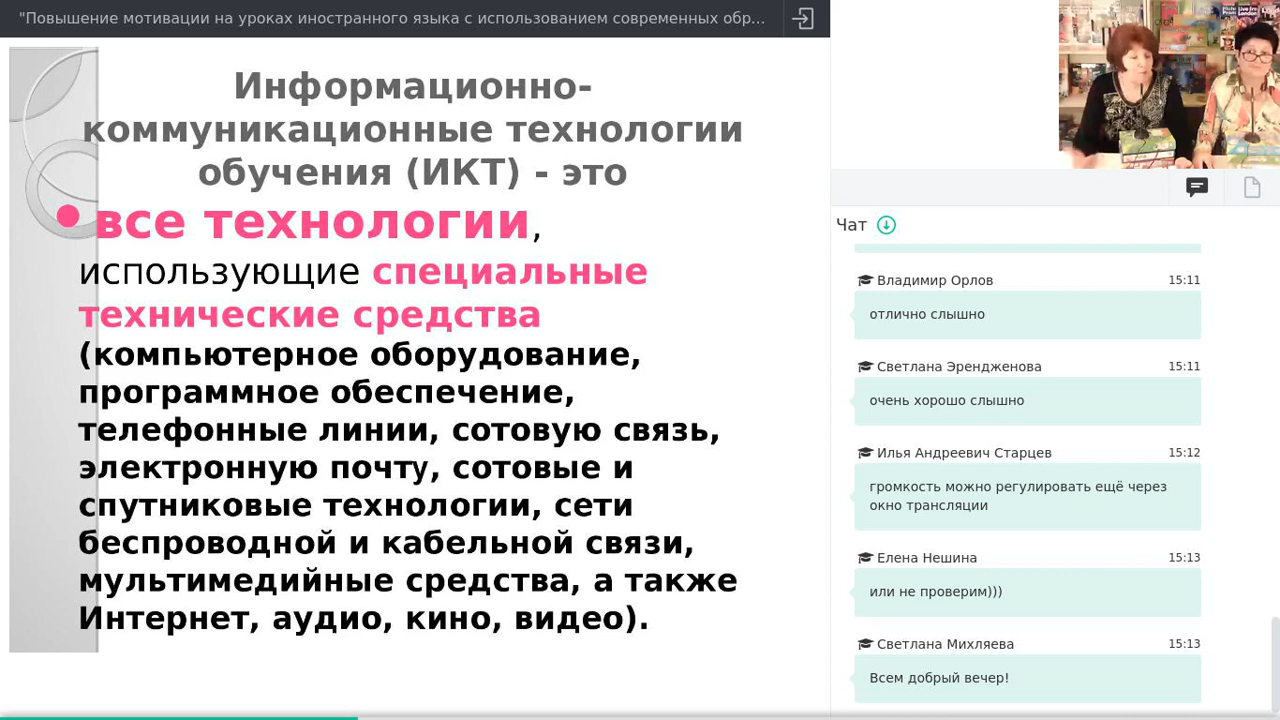 "Повышение мотивации на уроках иностранного языка с использованием современных обр...
Информационно-
коммуникационные технологии
обучения (ИКТ) - это
все технологии,
использующие специальные
технические средства
(компьютерное оборудование,
программное обеспечение,
телефонные линии, сотовую связь,
электронную почту, сотовые и
спутниковые технологии, сети
беспроводной и кабельной связи,
мультимедийные средства, а также
Интернет, аудио, кино, видео).
Чат
Владимир Орлов 15:11
отлично слышно
Светлана Эрендженова 15:11
очень хорошо слышно
Илья Андреевич Старцев 15:12
громкость можно регулировать ещё через
окно трансляции
Елена Нешина 15:13
или не проверим)))
Светлана Михляева 15:13
Всем добрый вечер!